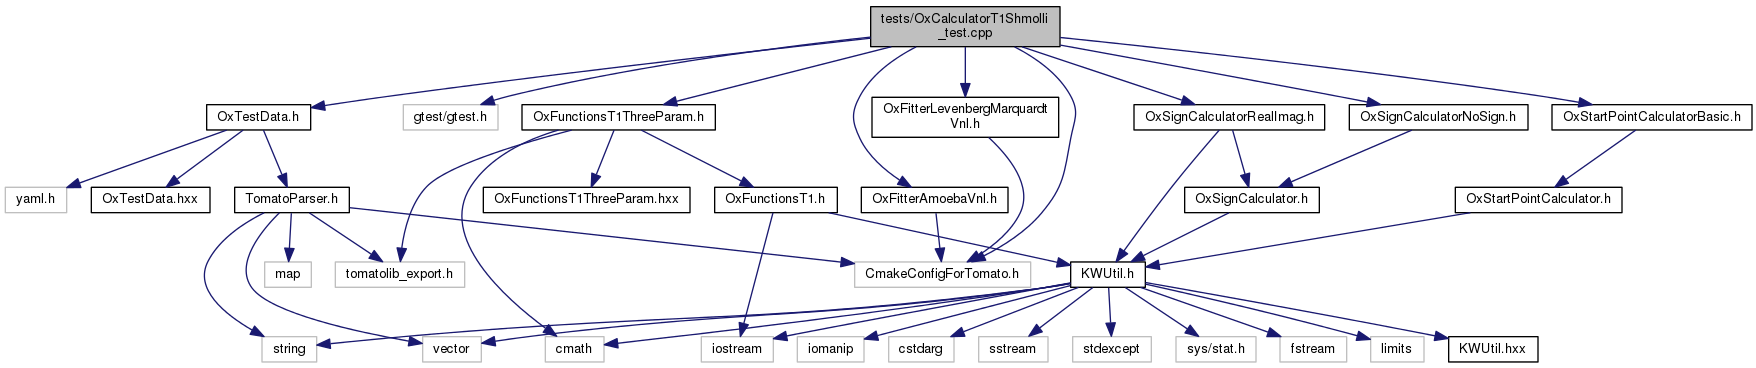 tests/OxCalculatorT1Shmolli
_test.cpp
OxTestData.h
gtest/gtest.h
OxFunctionsT1ThreeParam.h
OxFitterLevenbergMarquardt
Vnl.h
OxSignCalculatorRealImag.h
OxSignCalculatorNoSign.h
OxStartPointCalculatorBasic.h
yaml.h
OxTestData.hxx
TomatoParser.h
OxFunctionsT1ThreeParam.hxx
OxFunctionsT1.h
OxFitterAmoebaVnl.h
OxSignCalculator.h
OxStartPointCalculator.h
map
tomatolib_export.h
CmakeConfigForTomato.h
KWUtil.h
string
vector
cmath
iostream
iomanip
cstdarg
sstream
stdexcept
sys/stat.h
fstream
limits
KWUtil.hxx